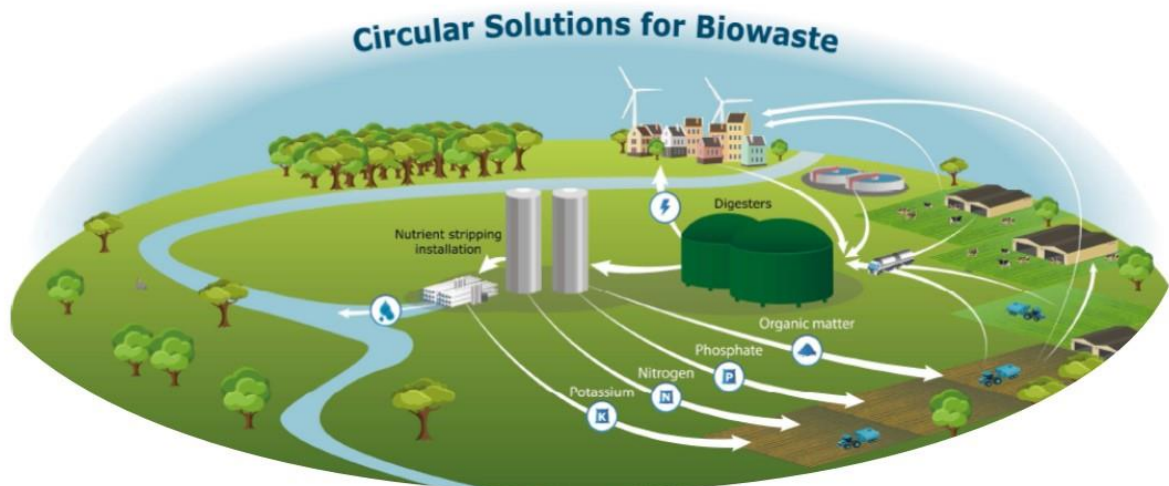 Circular Solutions for Biowaste
Digesters
Nutrient stripping
installation
Organic matter
Phosphate
P
Nitrogen
N
Potassium
K